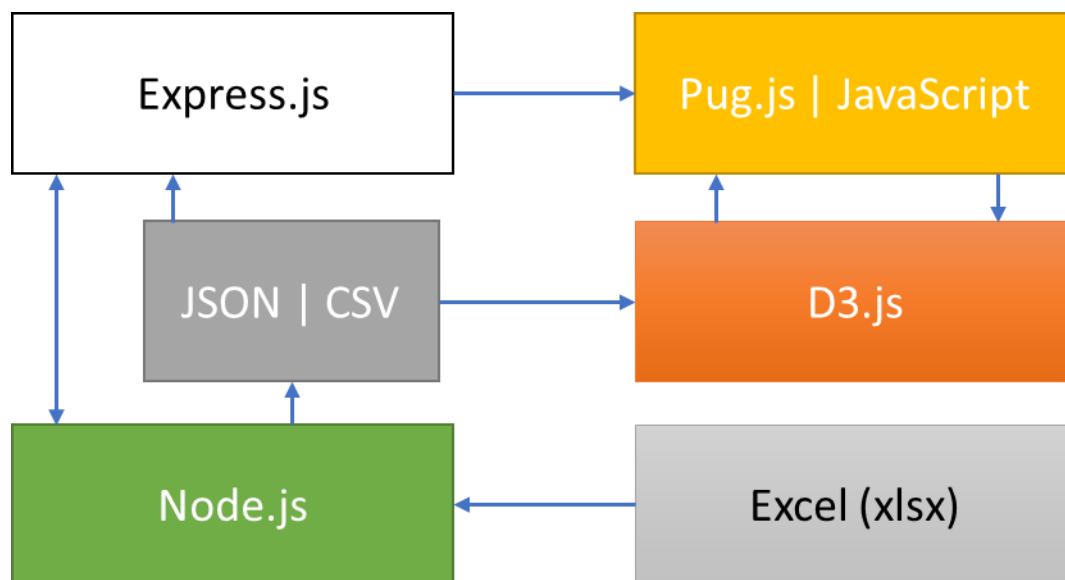 Express.js
Pug.js | JavaScript
JSON | CSV
D3.js
Node.js
Excel (xlsx)